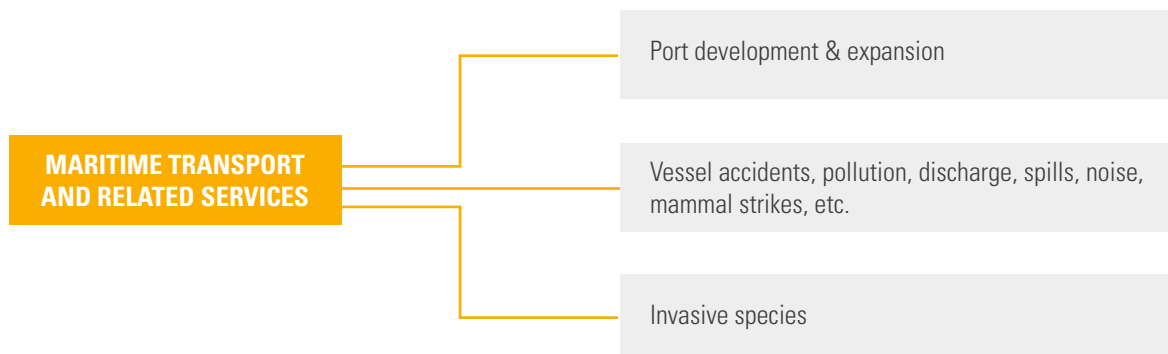 MARITIME TRANSPORT
AND RELATED SERVICES
Port development & expansion
Vessel accidents, pollution, discharge, spills, noise,
mammal strikes, etc.
Invasive species